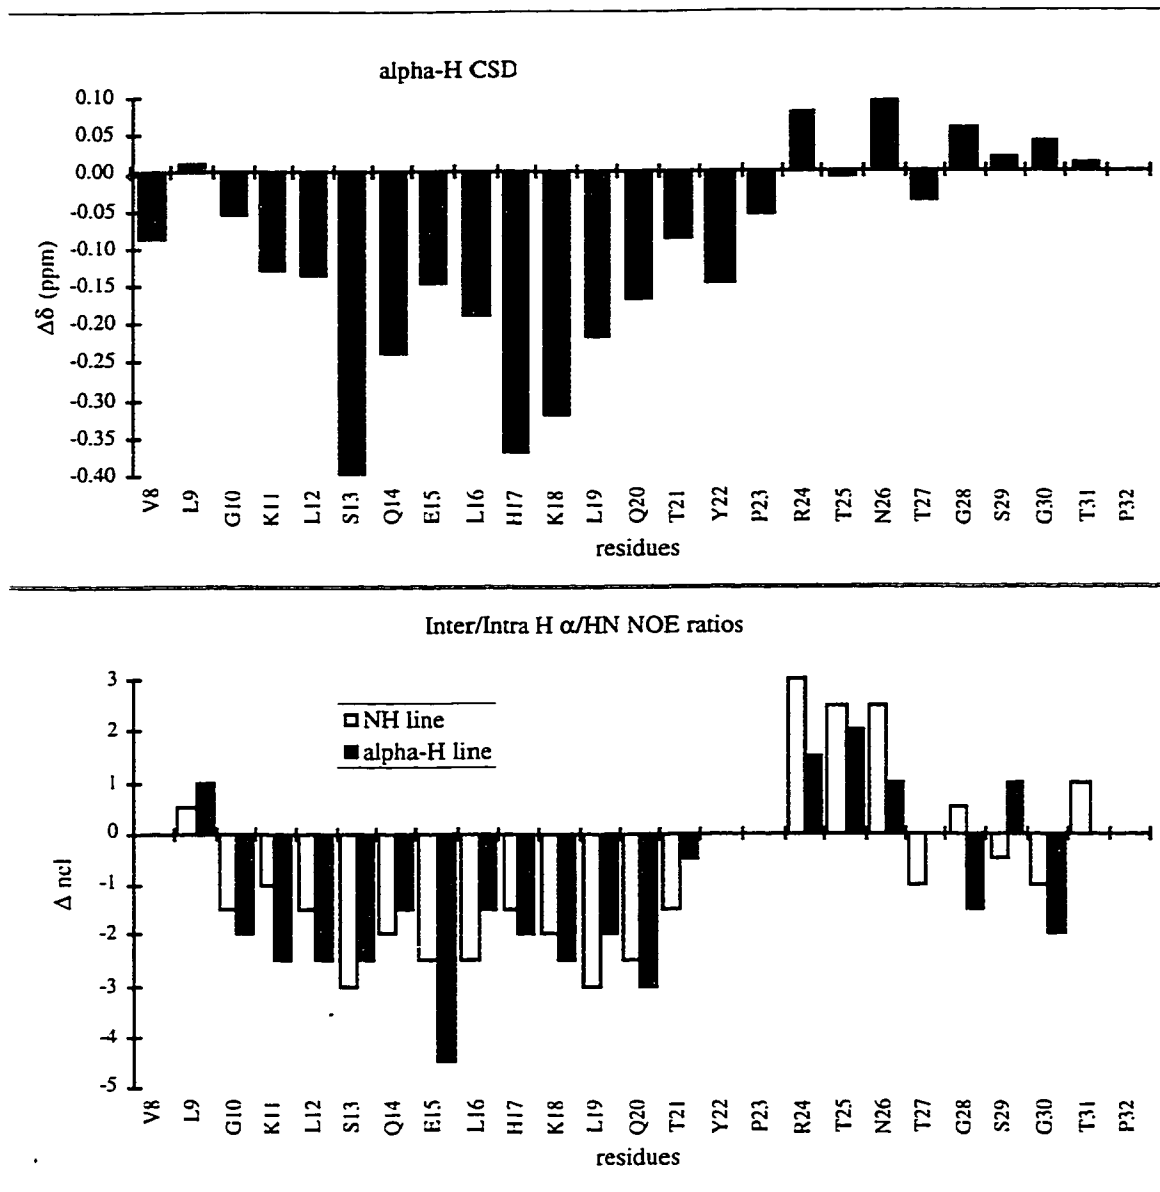 alpha-H CSD
0.10
0.05
0.00
-0.05
-0.10
-0.15
-0.20
-0.25
-0.30
-0.35
-0.40
Δδ (ppm)
V8 L9 G10 K11 L12 S13 Q14 E15 L16 H17 K18 L19 Q20 T21 Y22 P23 R24 T25 N26 T27 G28 S29 G30 T31 P32
residues
Inter/Intra H α/HN NOE ratios
3
2
1
0
-1
-2
-3
-4
-5
Δ ncl
NH line
alpha-H line
V8 L9 G10 K11 L12 S13 Q14 E15 L16 H17 K18 L19 Q20 T21 Y22 P23 R24 T25 N26 T27 G28 S29 G30 T31 P32
residues